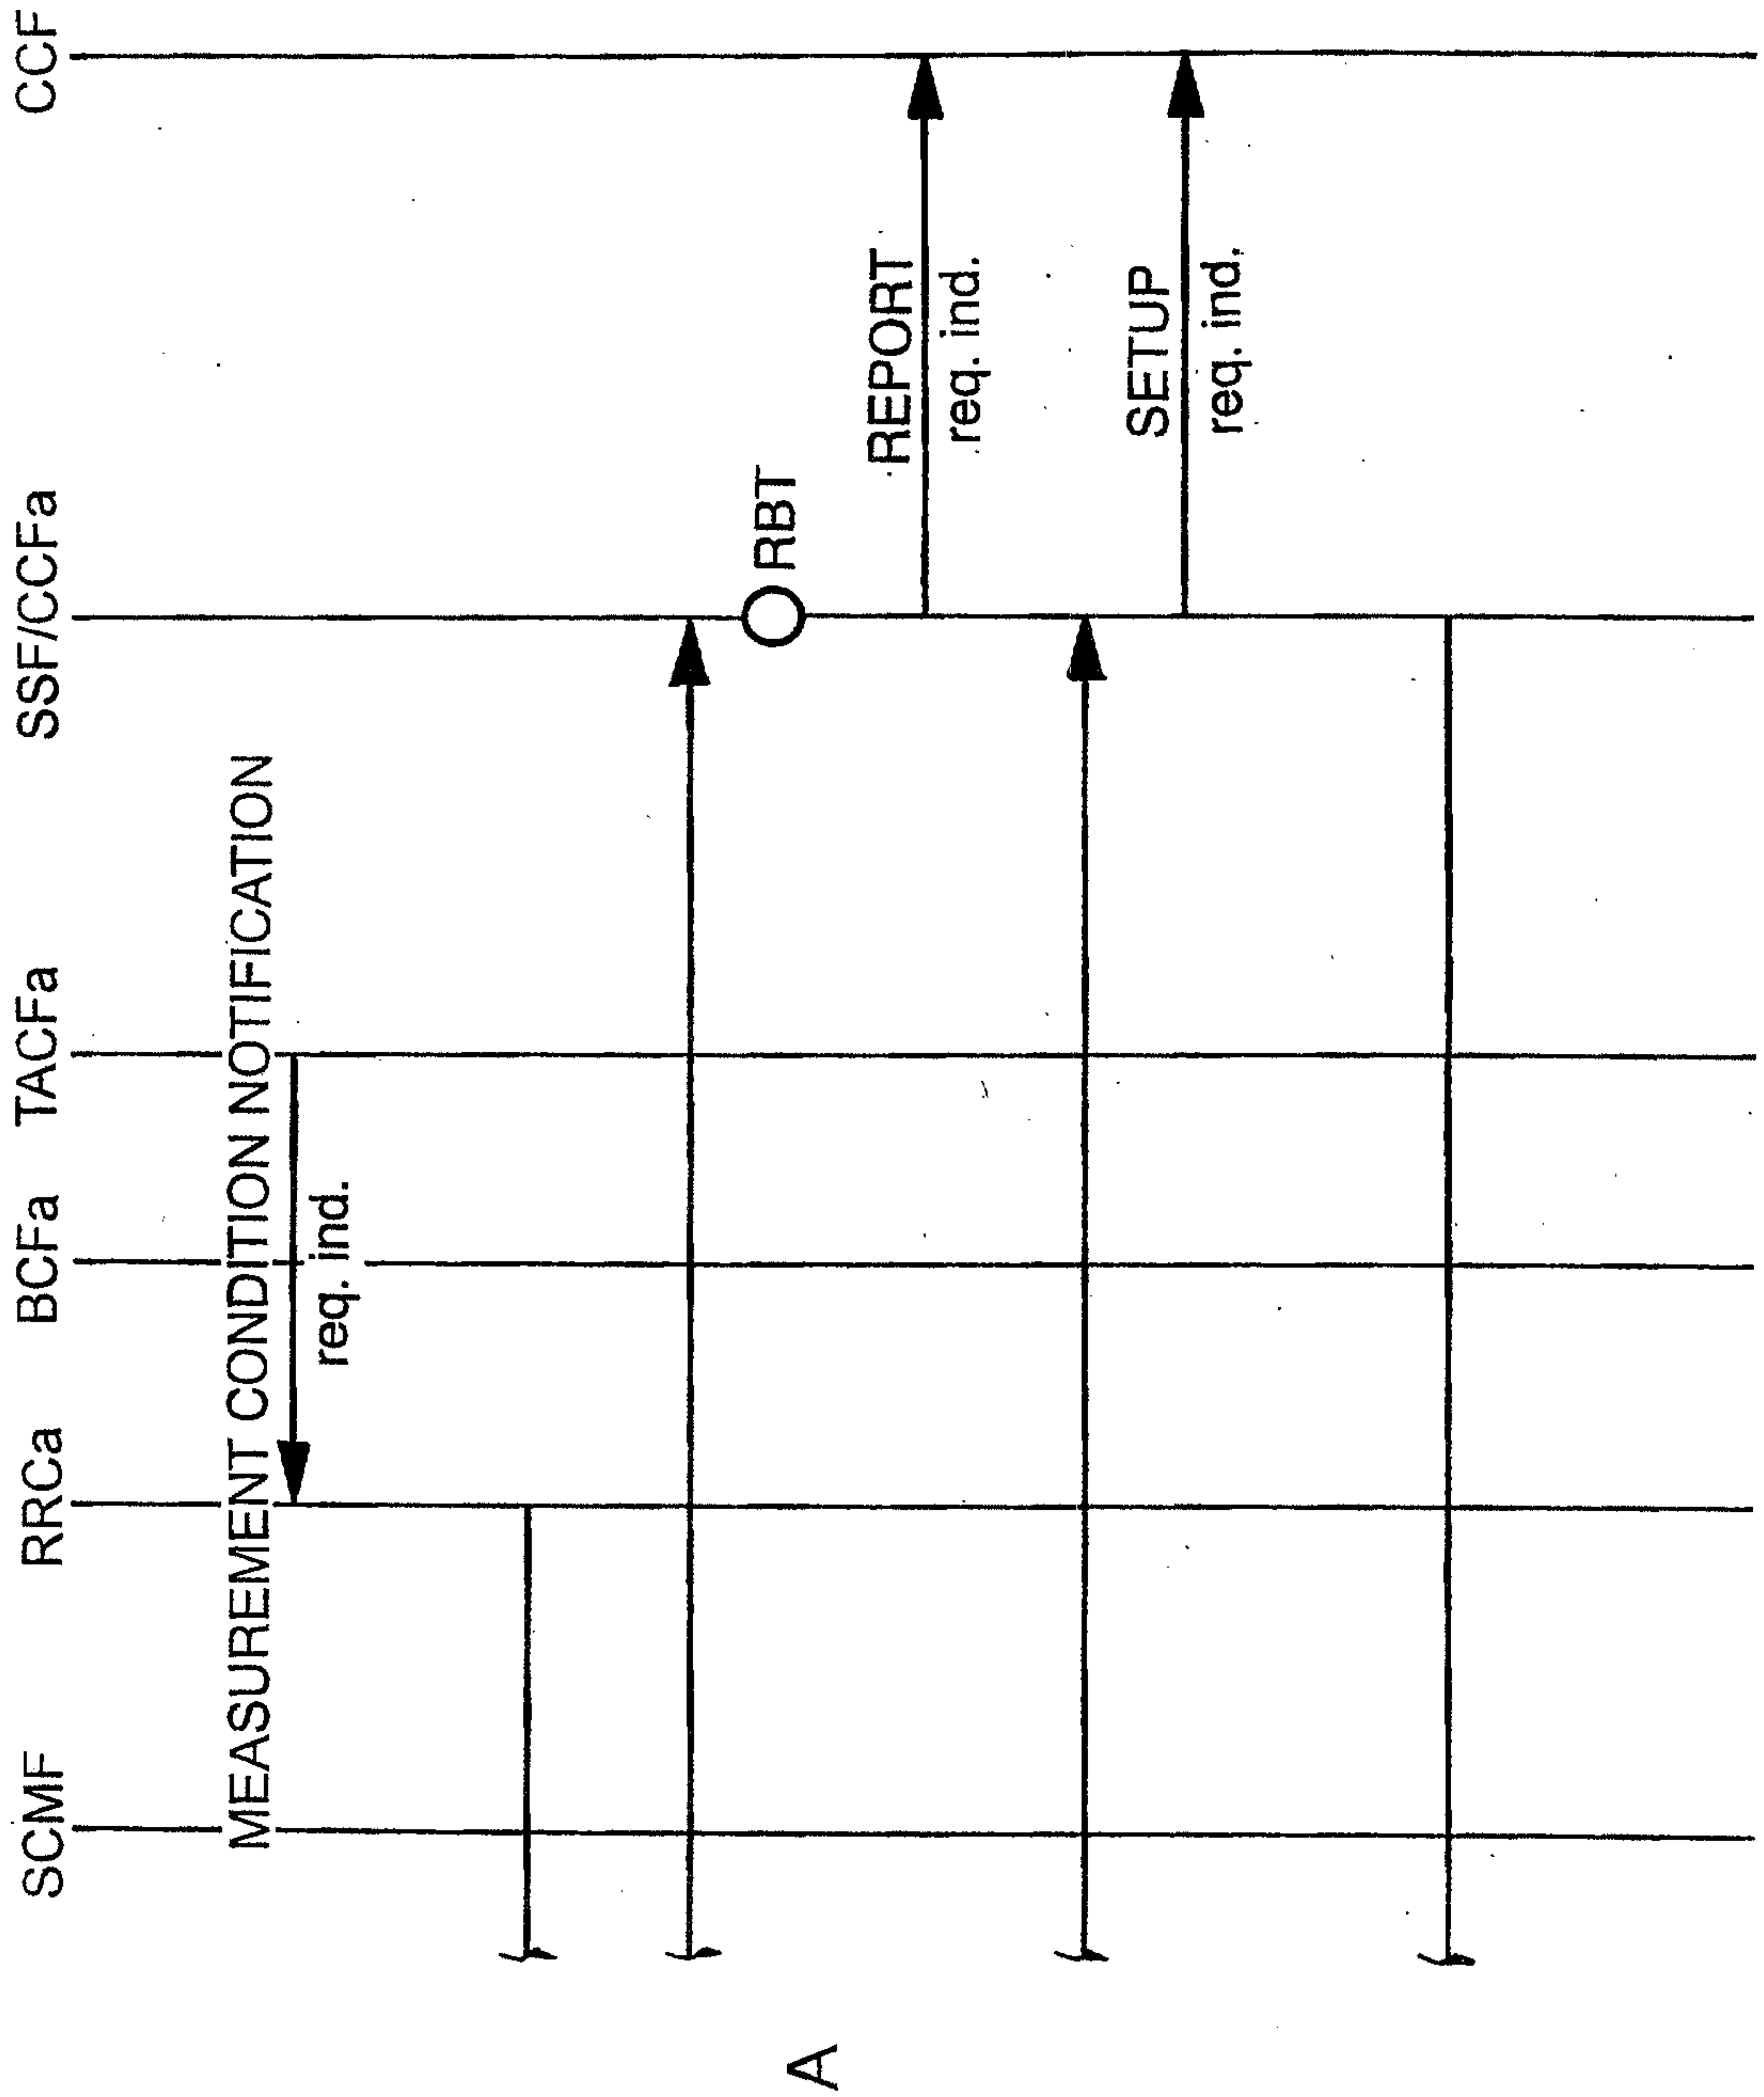 SCMF RRCa BCFa TACFa SSF/CCFa CCF
MEASUREMENT CONDITION NOTIFICATION
req. ind.
RBT
REPORT
req. ind.
SETUP
req. ind.
A